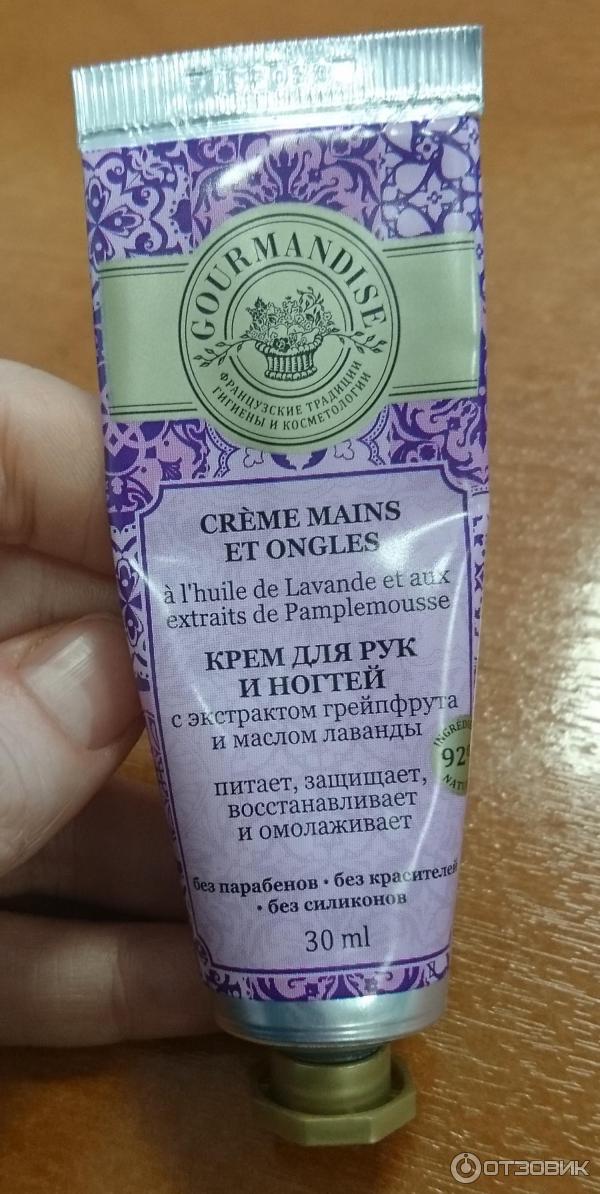 GOURMANDISE
ФРАНЦУЗСКИЕ ТРАДИЦИИ
ГИГИЕНЫ И КОСМЕТОЛОГИИ
CRÈME MAINS
ET ONGLES
à l'huile de Lavande et aux
extraits de Pamplemousse
КРЕМ ДЛЯ РУК
И НОГТЕЙ
с экстрактом грейпфрута
и маслом лаванды
92
питает, защищает,
восстанавливает
и омолаживает
без парабенов • без красителей
• без силиконов
30 ml
ОТЗОВИК